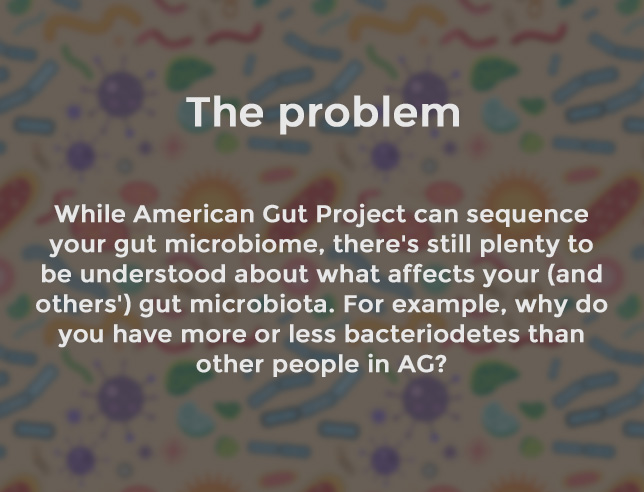 The problem
While American Gut Project can sequence
your gut microbiome, there's still plenty to
be understood about what affects your (and
others') gut microbiota. For example, why do
you have more or less bacteriodetes than
other people in AG?